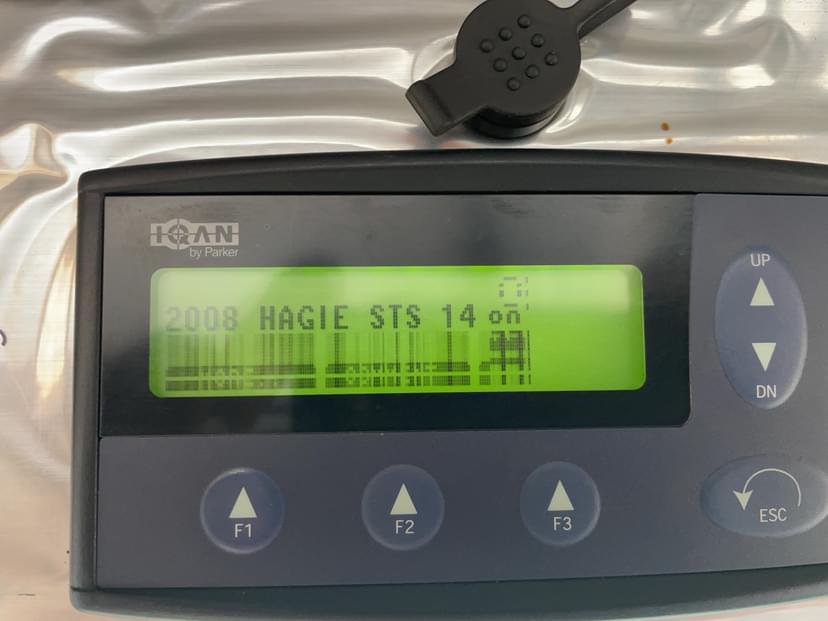 IQAN
by Parker
2008 HAGIE STS 14 on
UP
DN
F1
F2
F3
ESC